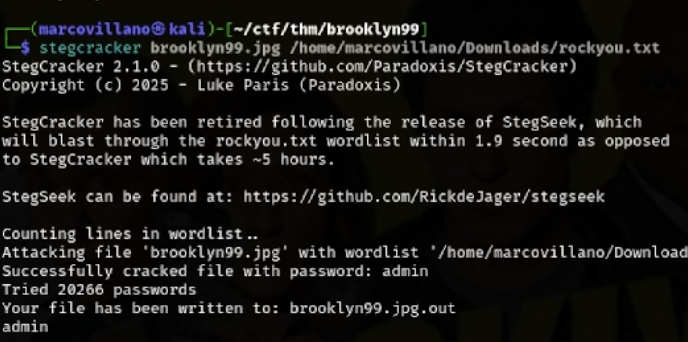 ┌──(marcovillano㉿kali)-[~/ctf/thm/brooklyn99]
└─$ stegcracker brooklyn99.jpg /home/marcovillano/Downloads/rockyou.txt
StegCracker 2.1.0 - (https://github.com/Paradoxis/StegCracker)
Copyright (c) 2025 - Luke Paris (Paradoxis)
StegCracker has been retired following the release of StegSeek, which
will blast through the rockyou.txt wordlist within 1.9 second as opposed
to StegCracker which takes ~5 hours.
StegSeek can be found at: https://github.com/RickdeJager/stegseek
Counting lines in wordlist..
Attacking file 'brooklyn99.jpg' with wordlist '/home/marcovillano/Download
Successfully cracked file with password: admin
Tried 20266 passwords
Your file has been written to: brooklyn99.jpg.out
admin